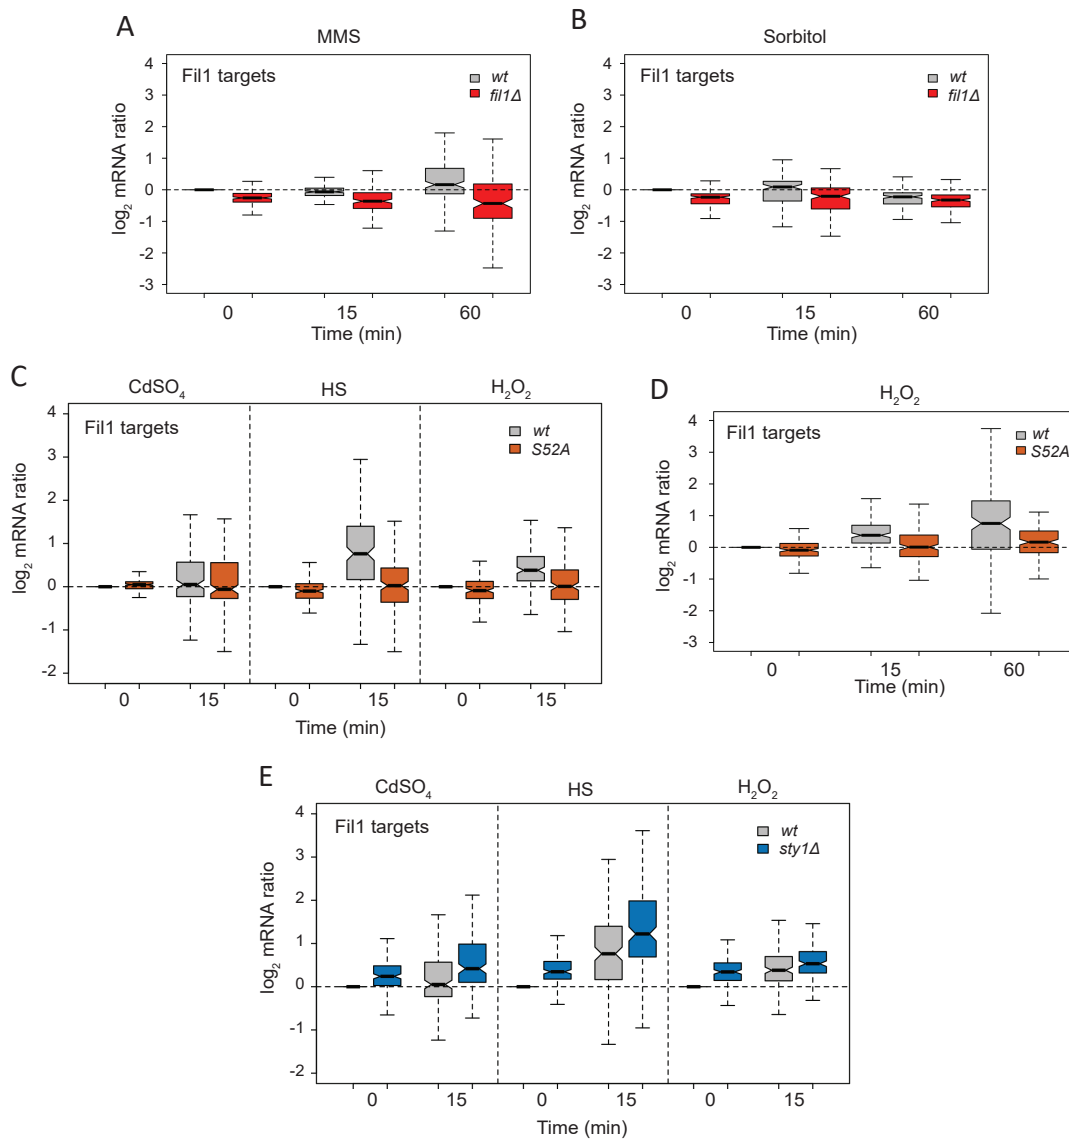 A
MMS
Fil1 targets
wt
fil1Δ
4
3
2
1
0
-1
-2
-3
log2 mRNA ratio
0
15
60
Time (min)
B
Sorbitol
Fil1 targets
wt
fil1Δ
4
3
2
1
0
-1
-2
-3
log2 mRNA ratio
0
15
60
Time (min)
C
CdSO4
HS
H2O2
Fil1 targets
wt
S52A
4
3
2
1
0
-1
-2
log2 mRNA ratio
0
15
0
15
0
15
Time (min)
D
H2O2
Fil1 targets
wt
S52A
4
3
2
1
0
-1
-2
-3
log2 mRNA ratio
0
15
60
Time (min)
E
CdSO4
HS
H2O2
Fil1 targets
wt
sty1Δ
4
3
2
1
0
-1
-2
log2 mRNA ratio
0
15
0
15
0
15
Time (min)